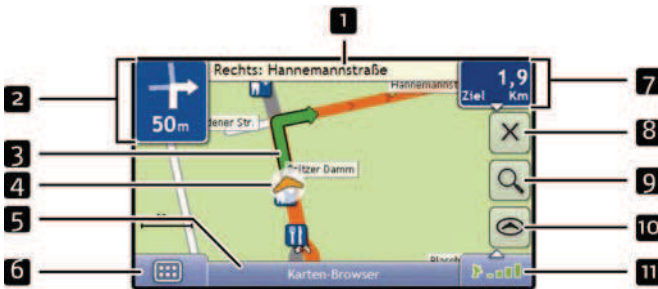 1
Rechts: Hannemannstraße
2
50m
1,9
Ziel Km
7
Hannemannst
dener Str.
8
3
Britzer Damm
4
9
5
10
6
Karten-Browser
11